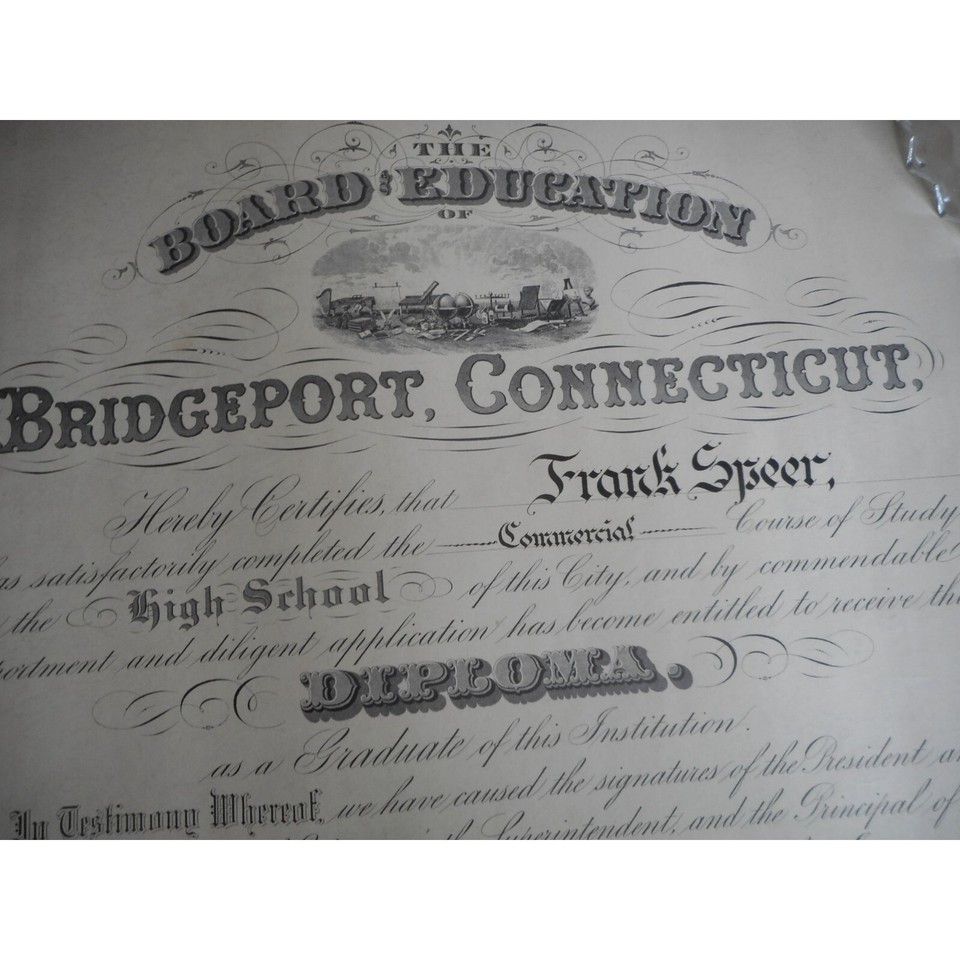 THE
BOARD OF EDUCATION
OF
BRIDGEPORT, CONNECTICUT,
Hereby Certifies, that Frank Speer,
as satisfactorily completed the Commercial Course of Study
the High School of this City, and by commendable
ortment and diligent application has become entitled to receive th
DIPLOMA,
as a Graduate of this Institution.
In Testimony Whereof, we have caused the signatures of the President a
Superintendent, and the Principal of